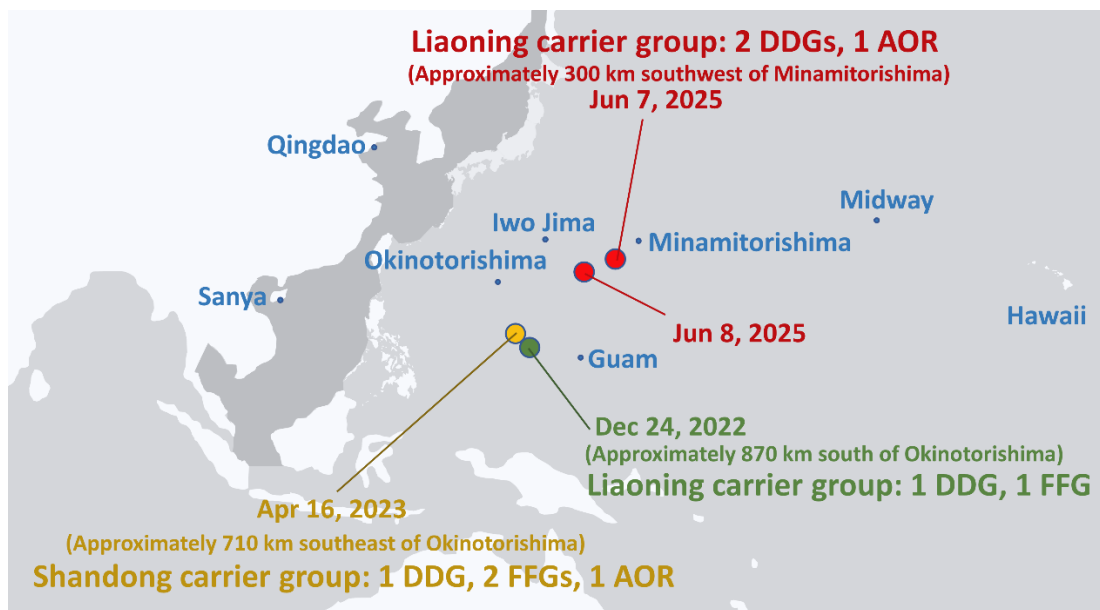 Liaoning carrier group: 2 DDGs, 1 AOR
(Approximately 300 km southwest of Minamitorishima)
Jun 7, 2025
Qingdao
Midway
Iwo Jima
Minamitorishima
Okinotorishima
Sanya
Hawaii
Jun 8, 2025
Guam
Dec 24, 2022
(Approximately 870 km south of Okinotorishima)
Liaoning carrier group: 1 DDG, 1 FFG
Apr 16, 2023
(Approximately 710 km southeast of Okinotorishima)
Shandong carrier group: 1 DDG, 2 FFGs, 1 AOR